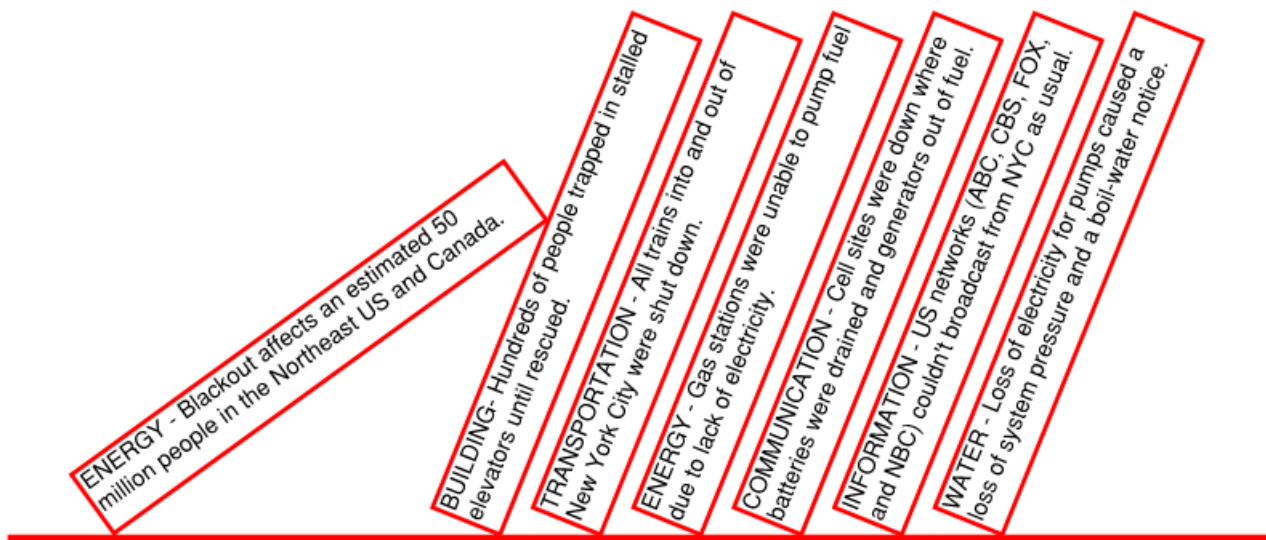 ENERGY - Blackout affects an estimated 50
million people in the Northeast US and Canada.
BUILDING- Hundreds of people trapped in stalled
elevators until rescued.
TRANSPORTATION - All trains into and out of
New York City were shut down.
ENERGY - Gas stations were unable to pump fuel
due to lack of electricity.
COMMUNICATION - Cell sites were down where
batteries were drained and generators out of fuel.
INFORMATION - US networks (ABC, CBS, FOX,
and NBC) couldn't broadcast from NYC as usual.
WATER - Loss of electricity for pumps caused a
loss of system pressure and a boil-water notice.